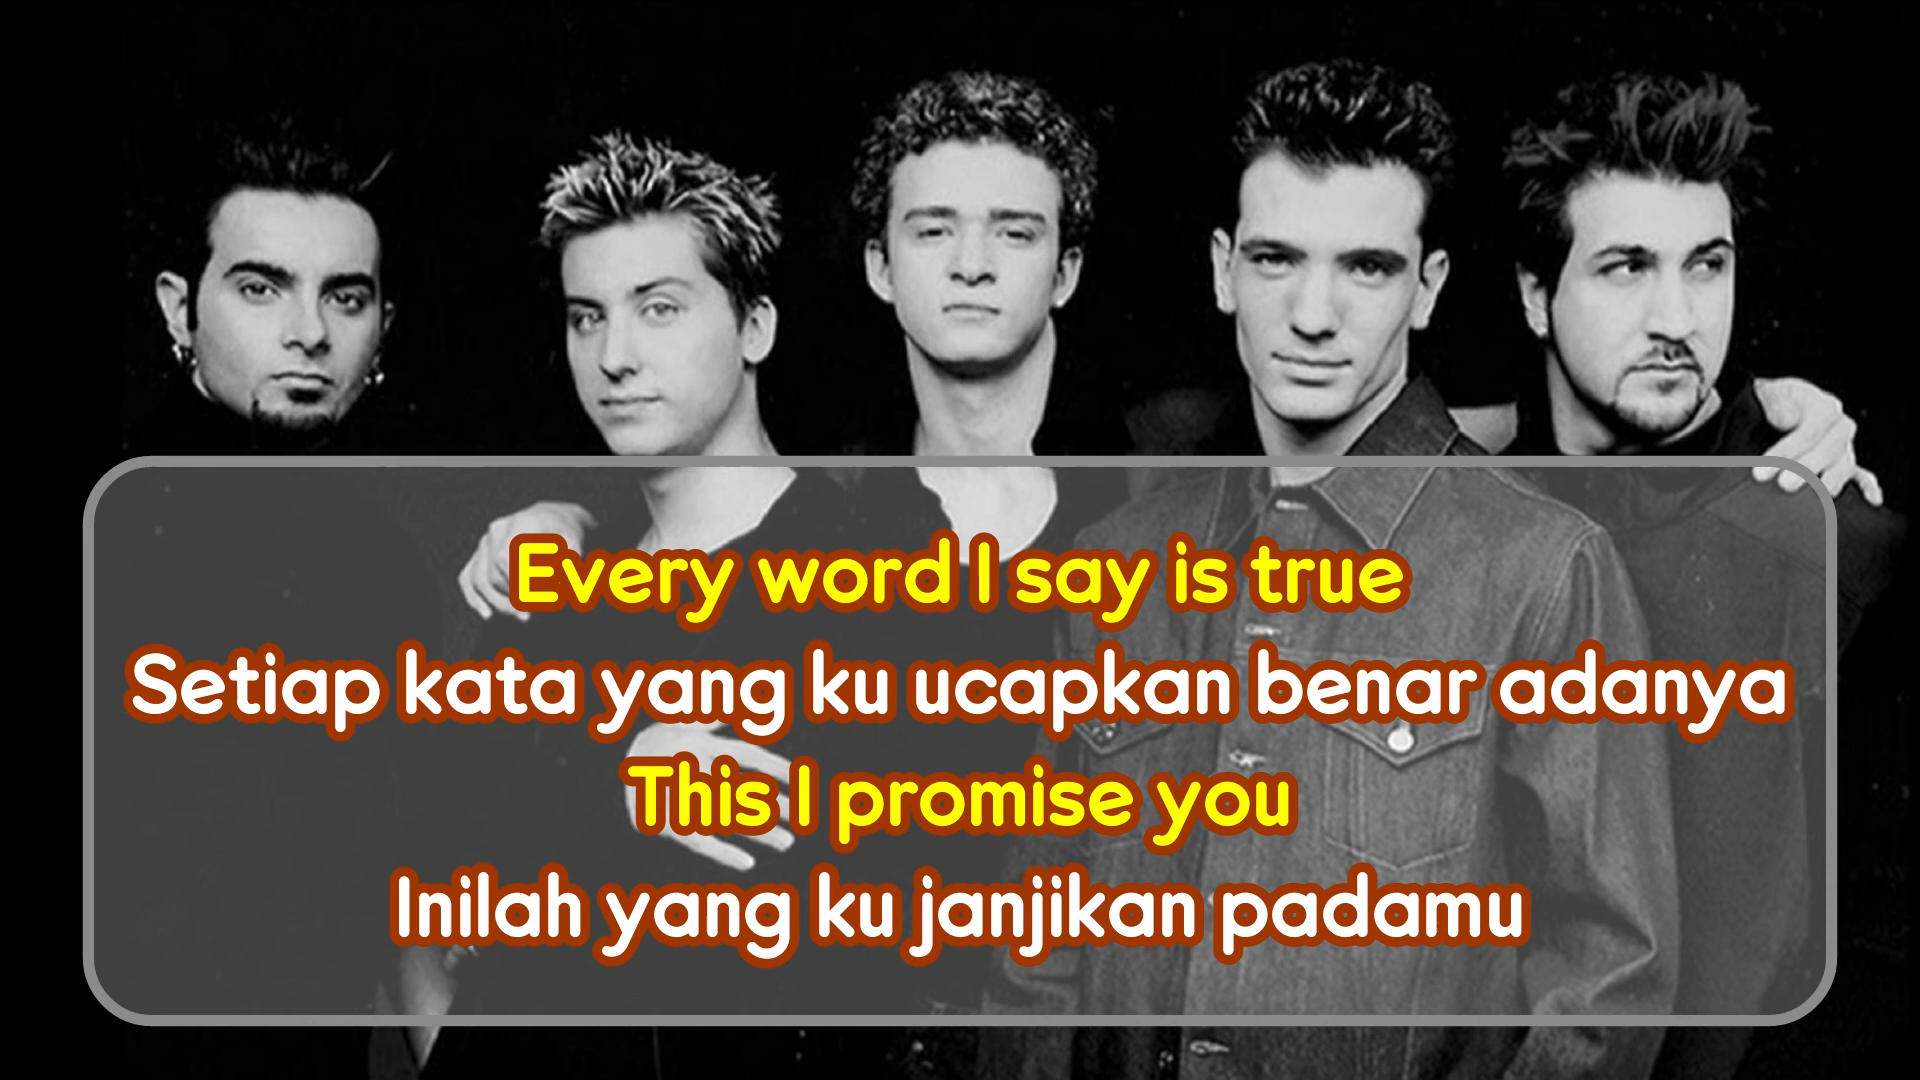 Every word I say is true
Setiap kata yang ku ucapkan benar adanya
This I promise you
Inilah yang ku janjikan padamu